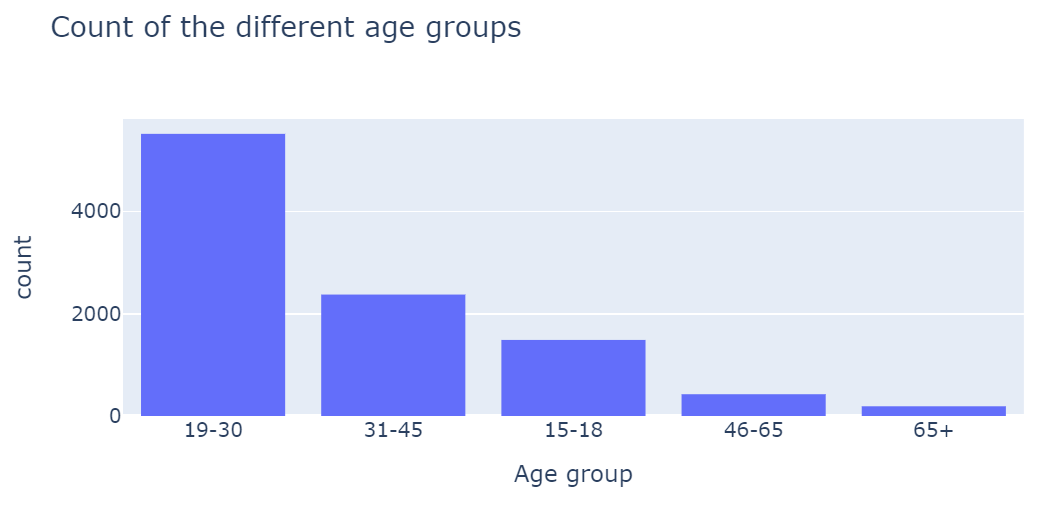 Count of the different age groups
count
4000
2000
0
19-30 31-45 15-18 46-65 65+
Age group